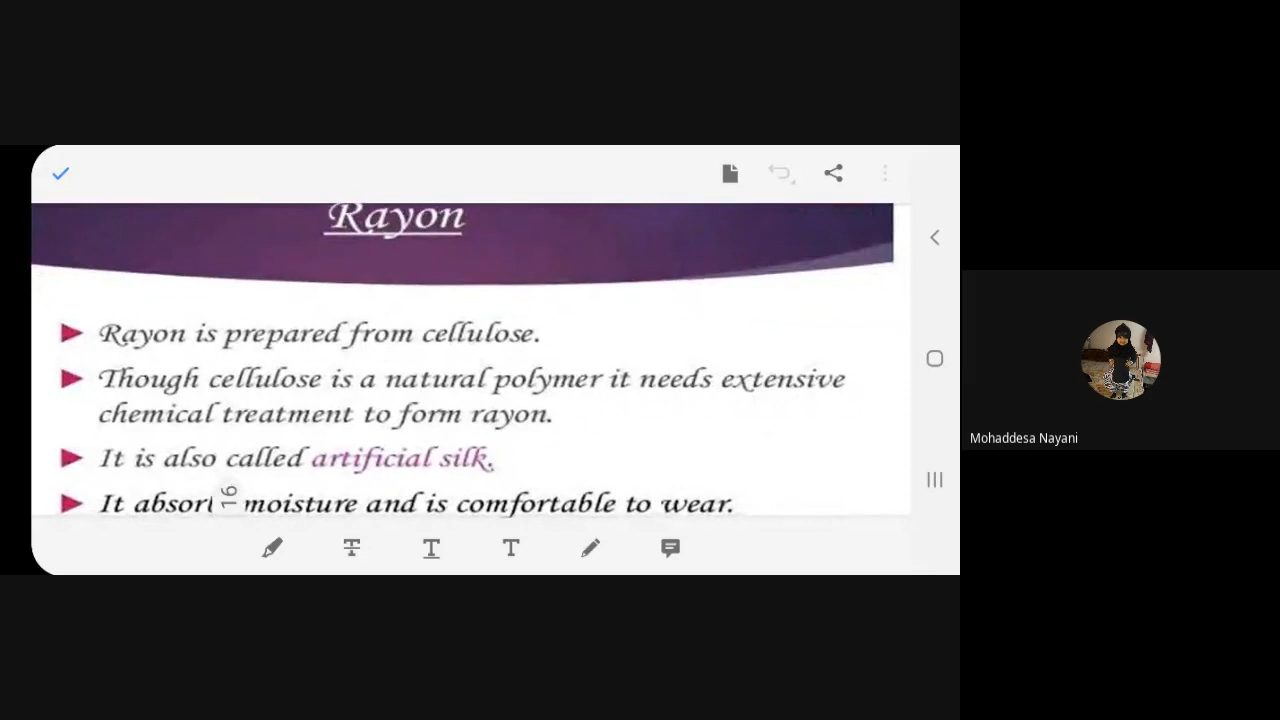 Rayon
Rayon is prepared from cellulose.
Though cellulose is a natural polymer it needs extensive
chemical treatment to form rayon.
It is also called artificial silk.
It moisture and is comfortable to wear.
16
Mohaddesa Nayani